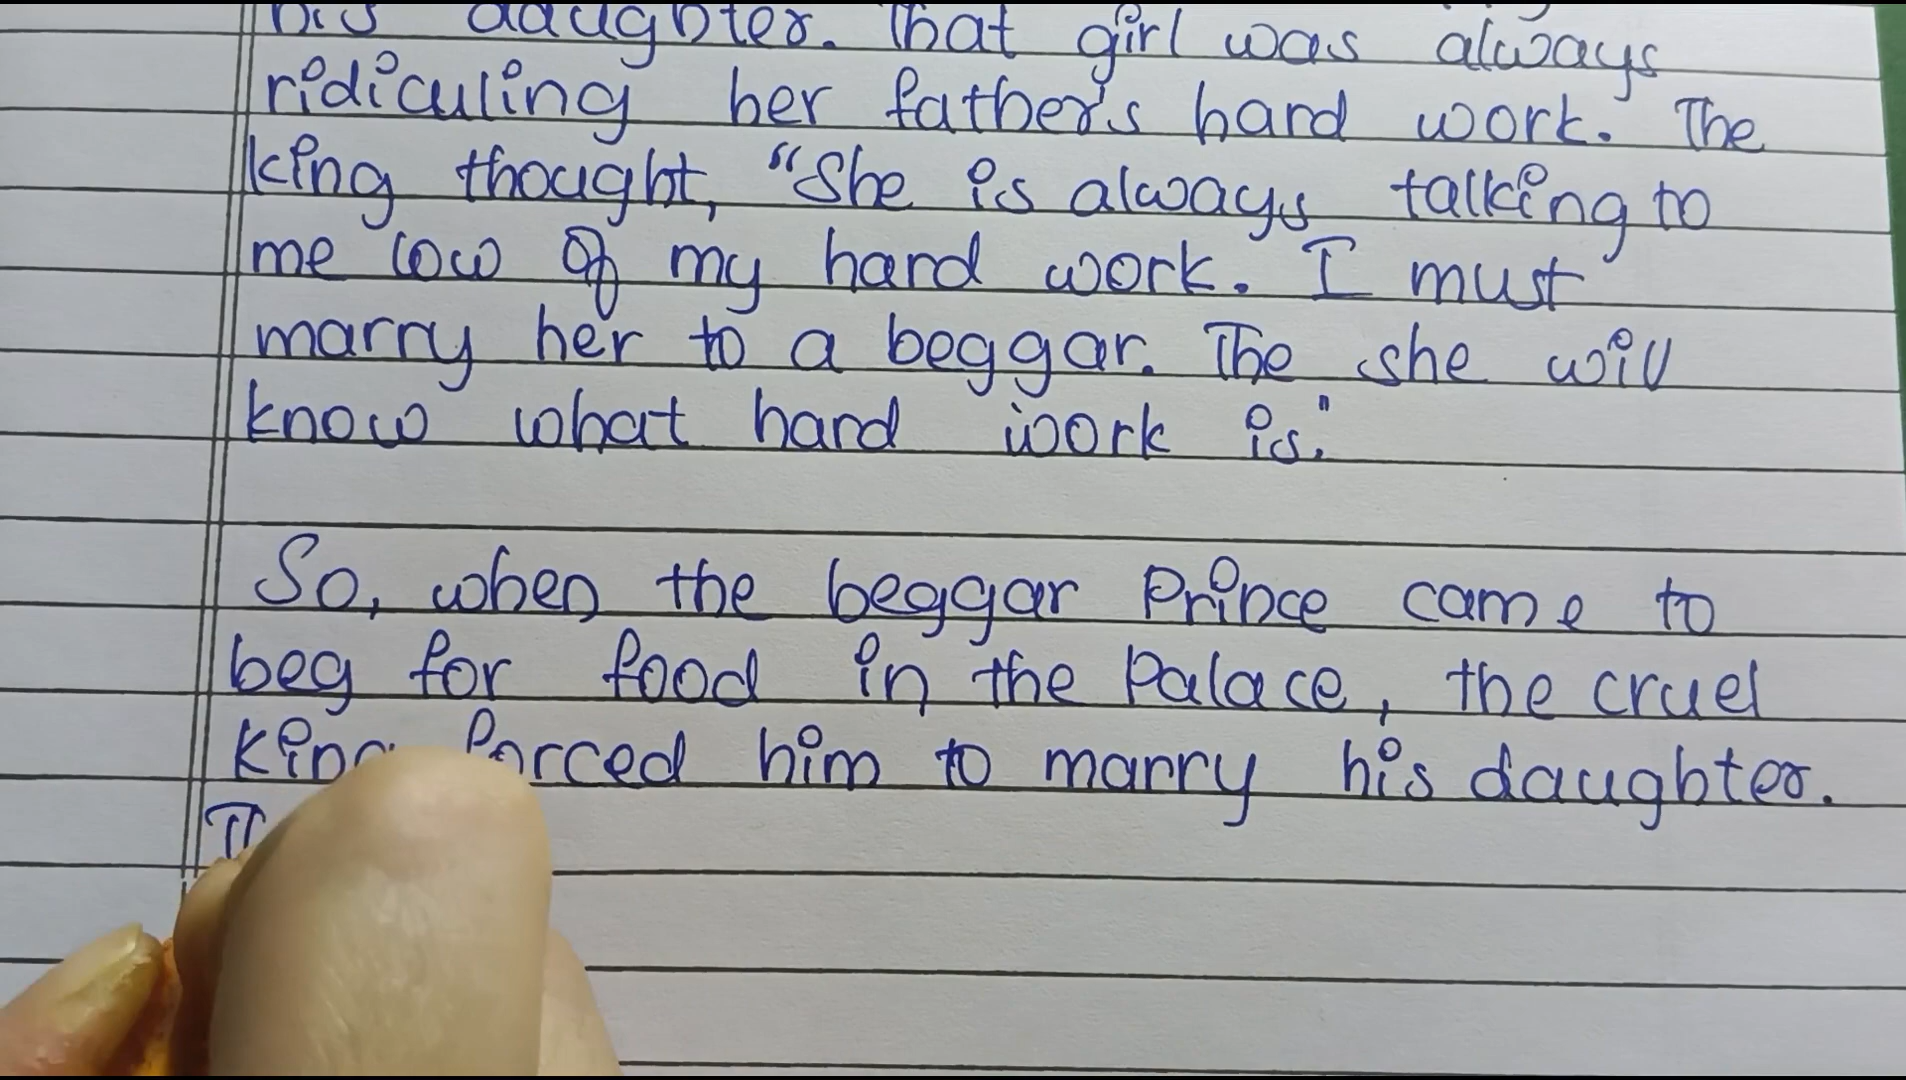 his daughter. That girl was always
ridiculing her father's hard work. The
king thought, "She is always talking to
me low of my hard work. I must
marry her to a beggar. The she will
know what hard work is."
So, when the beggar Prince came to
beg for food in the Palace, the cruel
King forced him to marry his daughter.